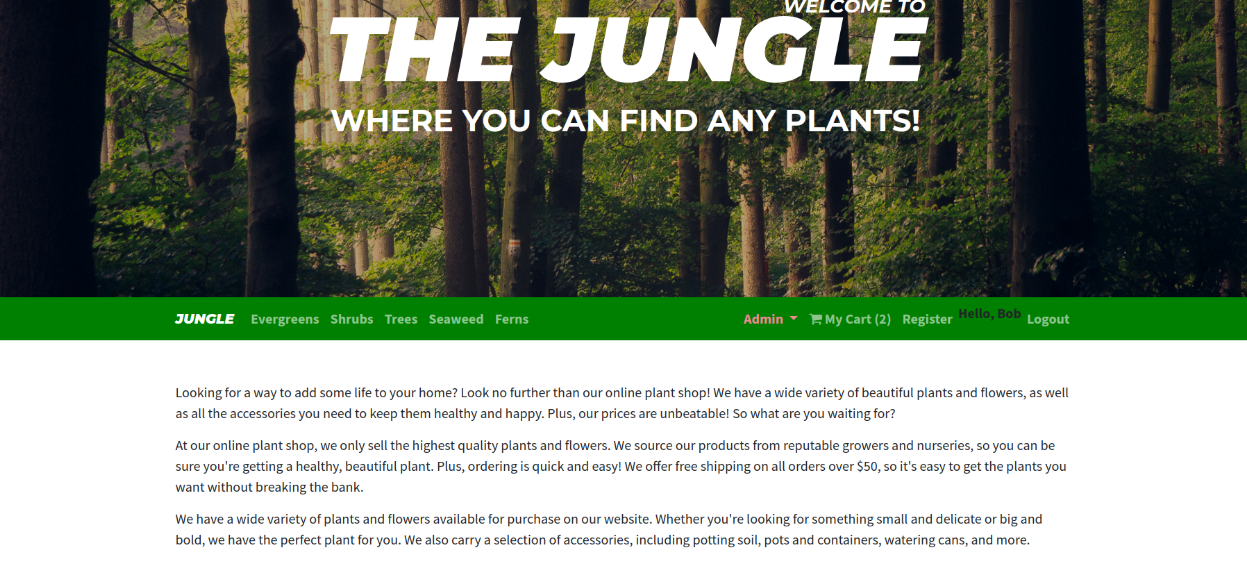 WELCOME TO
THE JUNGLE
WHERE YOU CAN FIND ANY PLANTS!
JUNGLE Evergreens Shrubs Trees Seaweed Ferns Admin My Cart (2) Register Hello, Bob Logout
Looking for a way to add some life to your home? Look no further than our online plant shop! We have a wide variety of beautiful plants and flowers, as well
as all the accessories you need to keep them healthy and happy. Plus, our prices are unbeatable! So what are you waiting for?
At our online plant shop, we only sell the highest quality plants and flowers. We source our products from reputable growers and nurseries, so you can be
sure you're getting a healthy, beautiful plant. Plus, ordering is quick and easy! We offer free shipping on all orders over $50, so it's easy to get the plants you
want without breaking the bank.
We have a wide variety of plants and flowers available for purchase on our website. Whether you're looking for something small and delicate or big and
bold, we have the perfect plant for you. We also carry a selection of accessories, including potting soil, pots and containers, watering cans, and more.